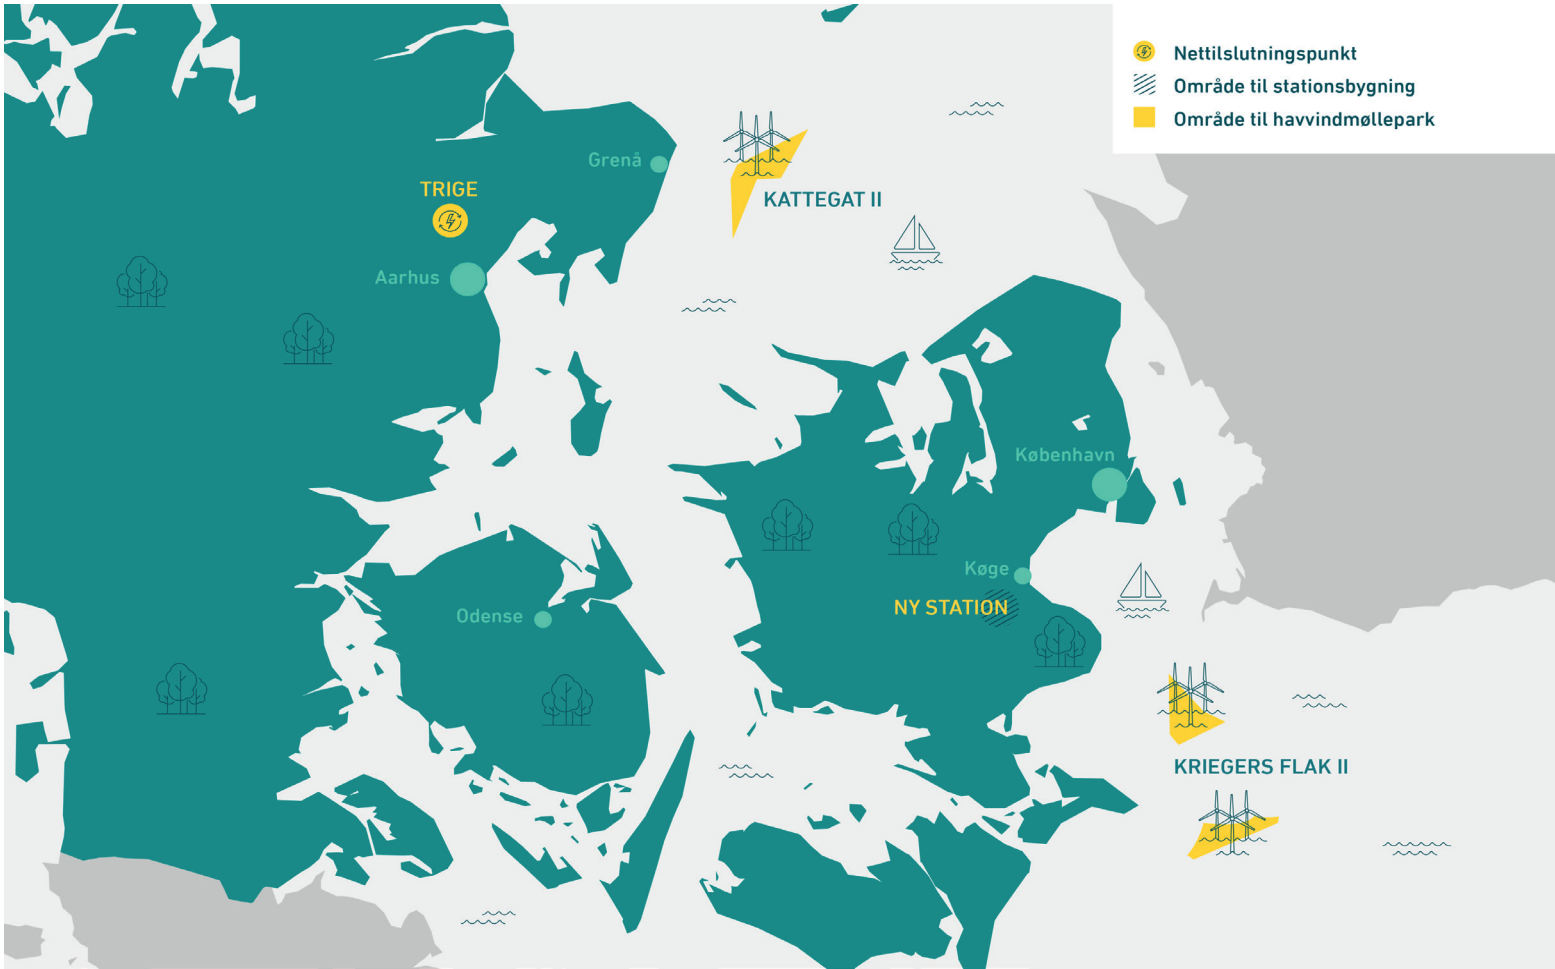 Nettilslutningspunkt
Område til stationsbygning
Område til havvindmøllepark
Grenå
TRIGE
KATTEGAT II
Aarhus
København
Køge
NY STATION
Odense
KRIEGERS FLAK II